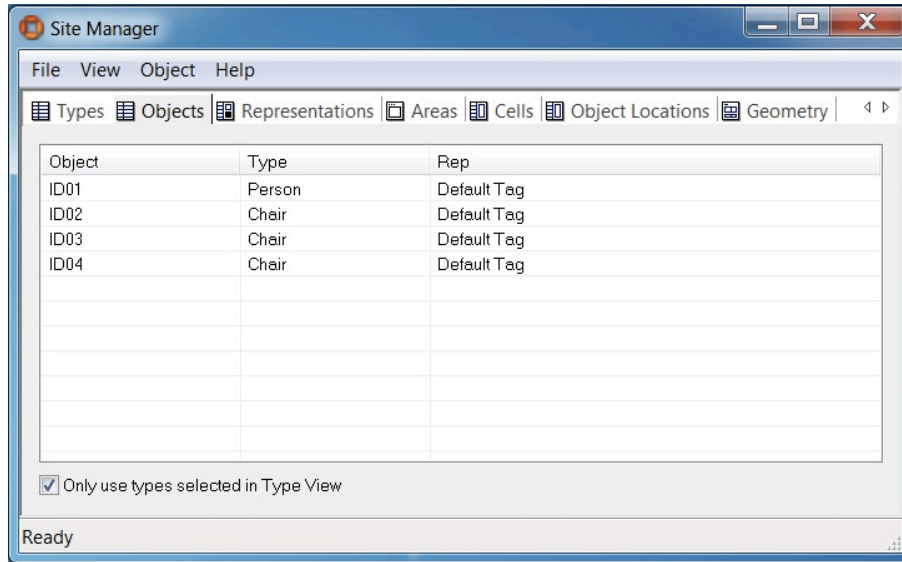 Site Manager
File View Object Help
Types Objects Representations Areas Cells Object Locations Geometry
Object Type Rep
ID01 Person Default Tag
ID02 Chair Default Tag
ID03 Chair Default Tag
ID04 Chair Default Tag
Only use types selected in Type View
Ready